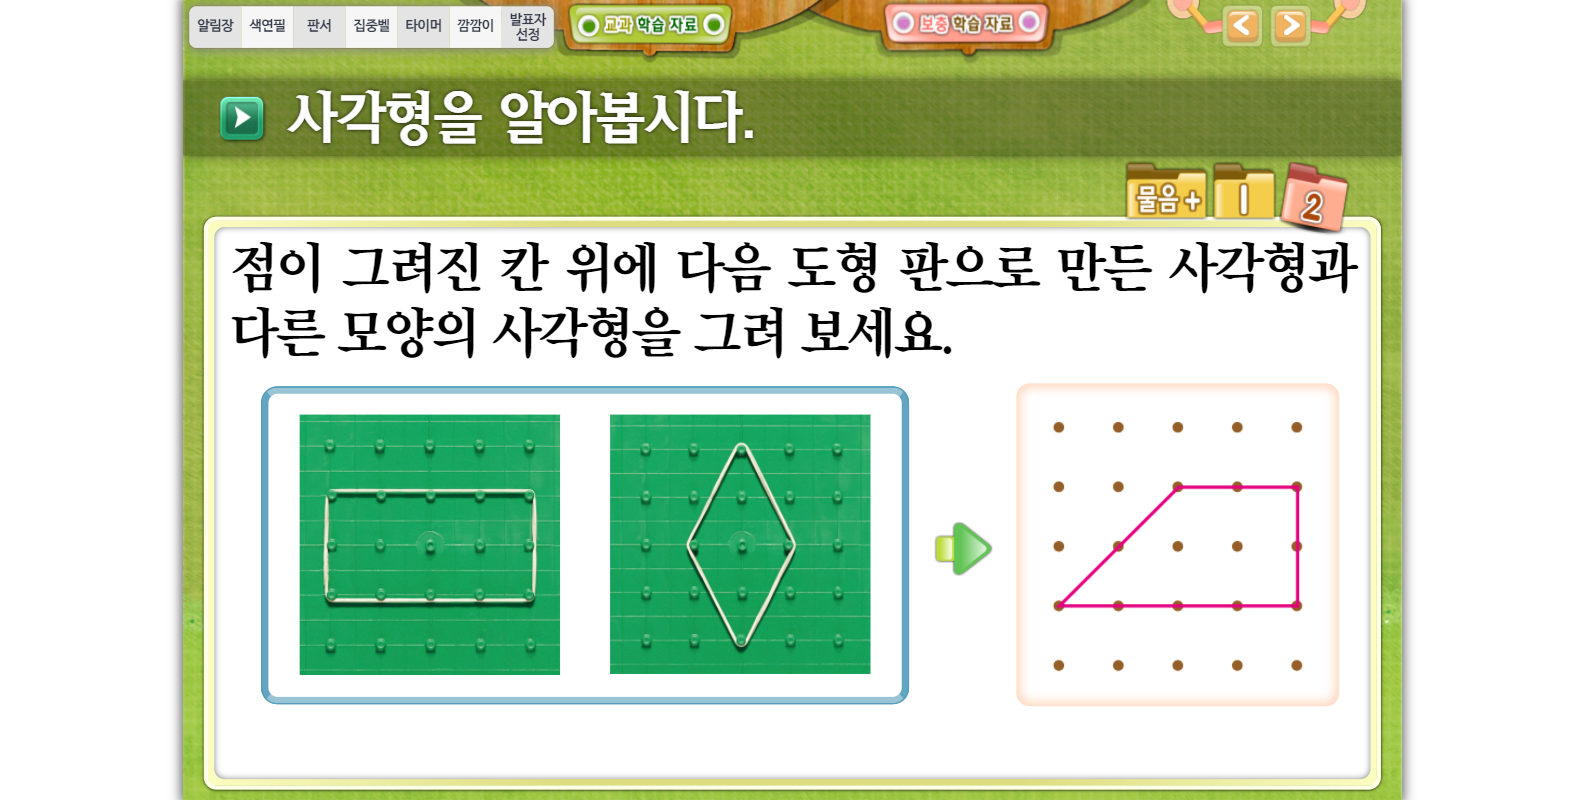 알림장 색연필 판서 집중벨 타이머 깜깜이 발표자 선정
교과 학습 자료
보충 학습 자료
사각형을 알아봅시다.
물음+ 1 2
점이 그려진 칸 위에 다음 도형 판으로 만든 사각형과
다른 모양의 사각형을 그려 보세요.